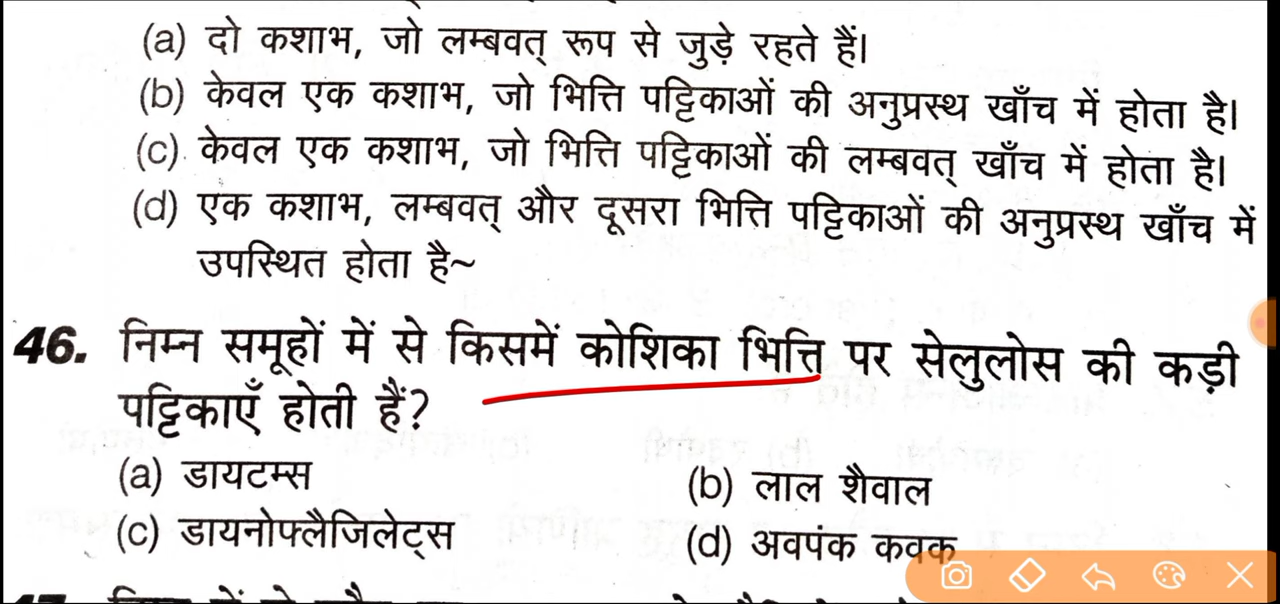 (a) दो कशाभ, जो लम्बवत् रूप से जुड़े रहते हैं।
(b) केवल एक कशाभ, जो भित्ति पट्टिकाओं की अनुप्रस्थ खाँच में होता है।
(c) केवल एक कशाभ, जो भित्ति पट्टिकाओं की लम्बवत् खाँच में होता है।
(d) एक कशाभ, लम्बवत् और दूसरा भित्ति पट्टिकाओं की अनुप्रस्थ खाँच में
उपस्थित होता है~
46. निम्न समूहों में से किसमें कोशिका भित्ति पर सेलुलोस की कड़ी
पट्टिकाएँ होती हैं?
(a) डायटम्स
(b) लाल शैवाल
(c) डायनोफ्लैजिलेट्स
(d) अवपंक कवक